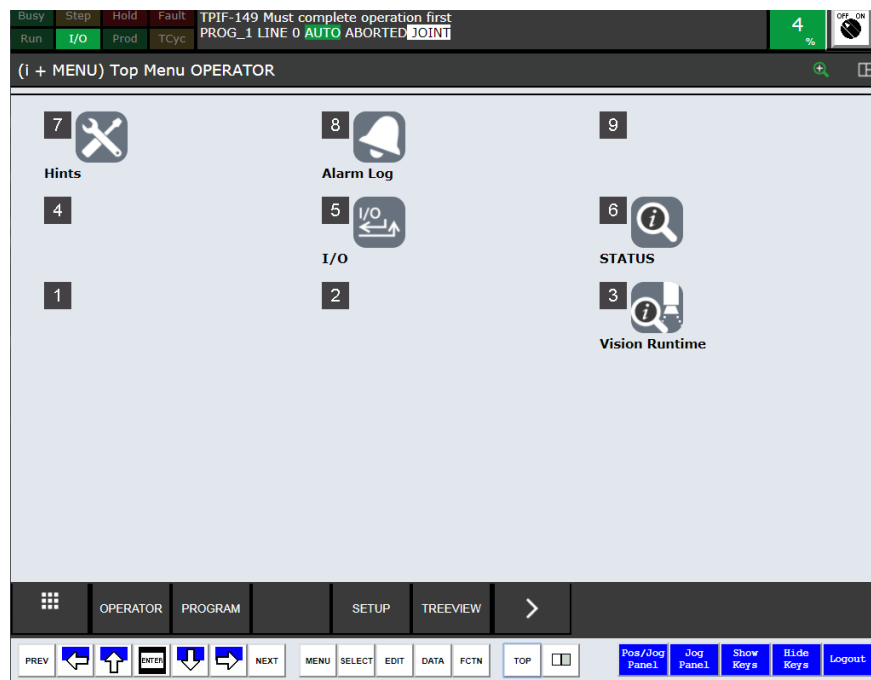 Busy Step Hold Fault TPIF-149 Must complete operation first
Run I/O Prod TCyc PROG_1 LINE 0 AUTO ABORTED JOINT
4 %
OFF ON
(i + MENU) Top Menu OPERATOR
7 8 9
Hints Alarm Log
4 5 I/O 6
I/O STATUS
1 2 3
Vision Runtime
OPERATOR PROGRAM SETUP TREEVIEW
PREV ENTER NEXT MENU SELECT EDIT DATA FCTN TOP Pos/Jog Panel Jog Panel Show Keys Hide Keys Logout